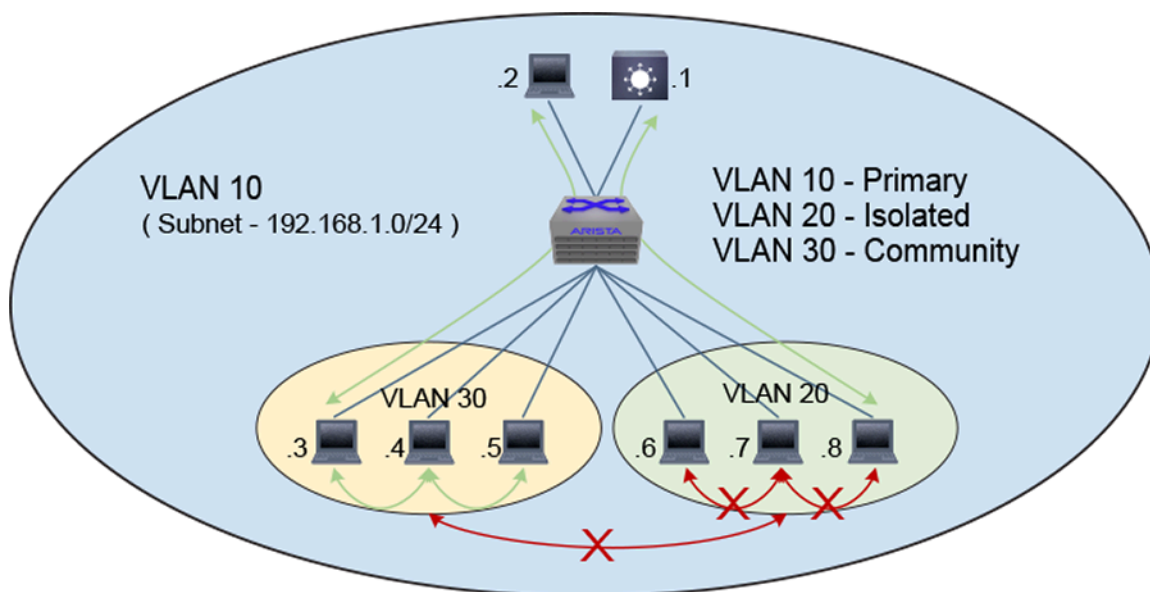 .2
.1
VLAN 10
( Subnet - 192.168.1.0/24 )
VLAN 10 - Primary
VLAN 20 - Isolated
VLAN 30 - Community
ARISTA
VLAN 30
.3
.4
.5
VLAN 20
.6
.7
.8